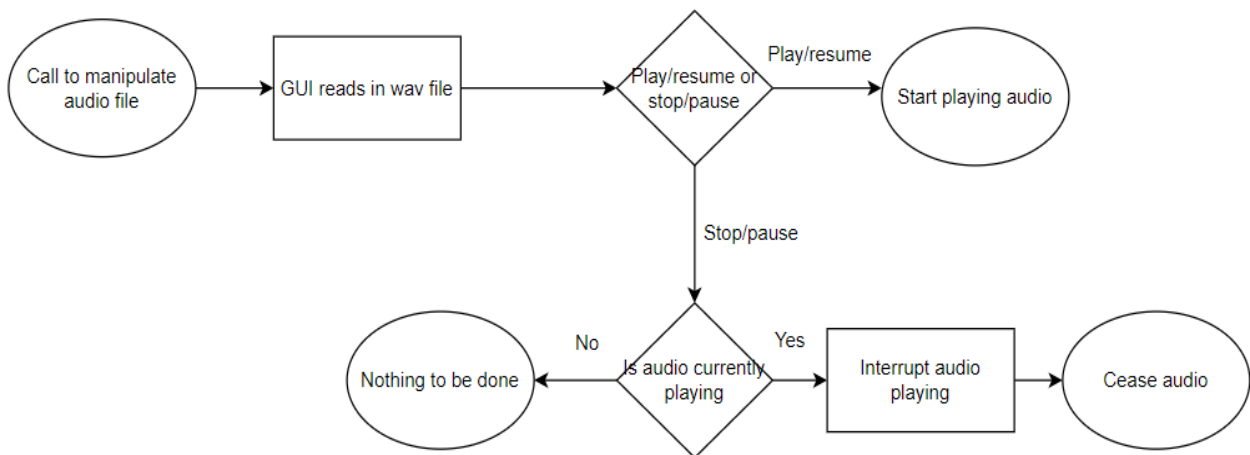 Call to manipulate
audio file
GUI reads in wav file
Play/resume or
stop/pause
Play/resume
Start playing audio
Stop/pause
Nothing to be done
No
Is audio currently
playing
Yes
Interrupt audio
playing
Cease audio